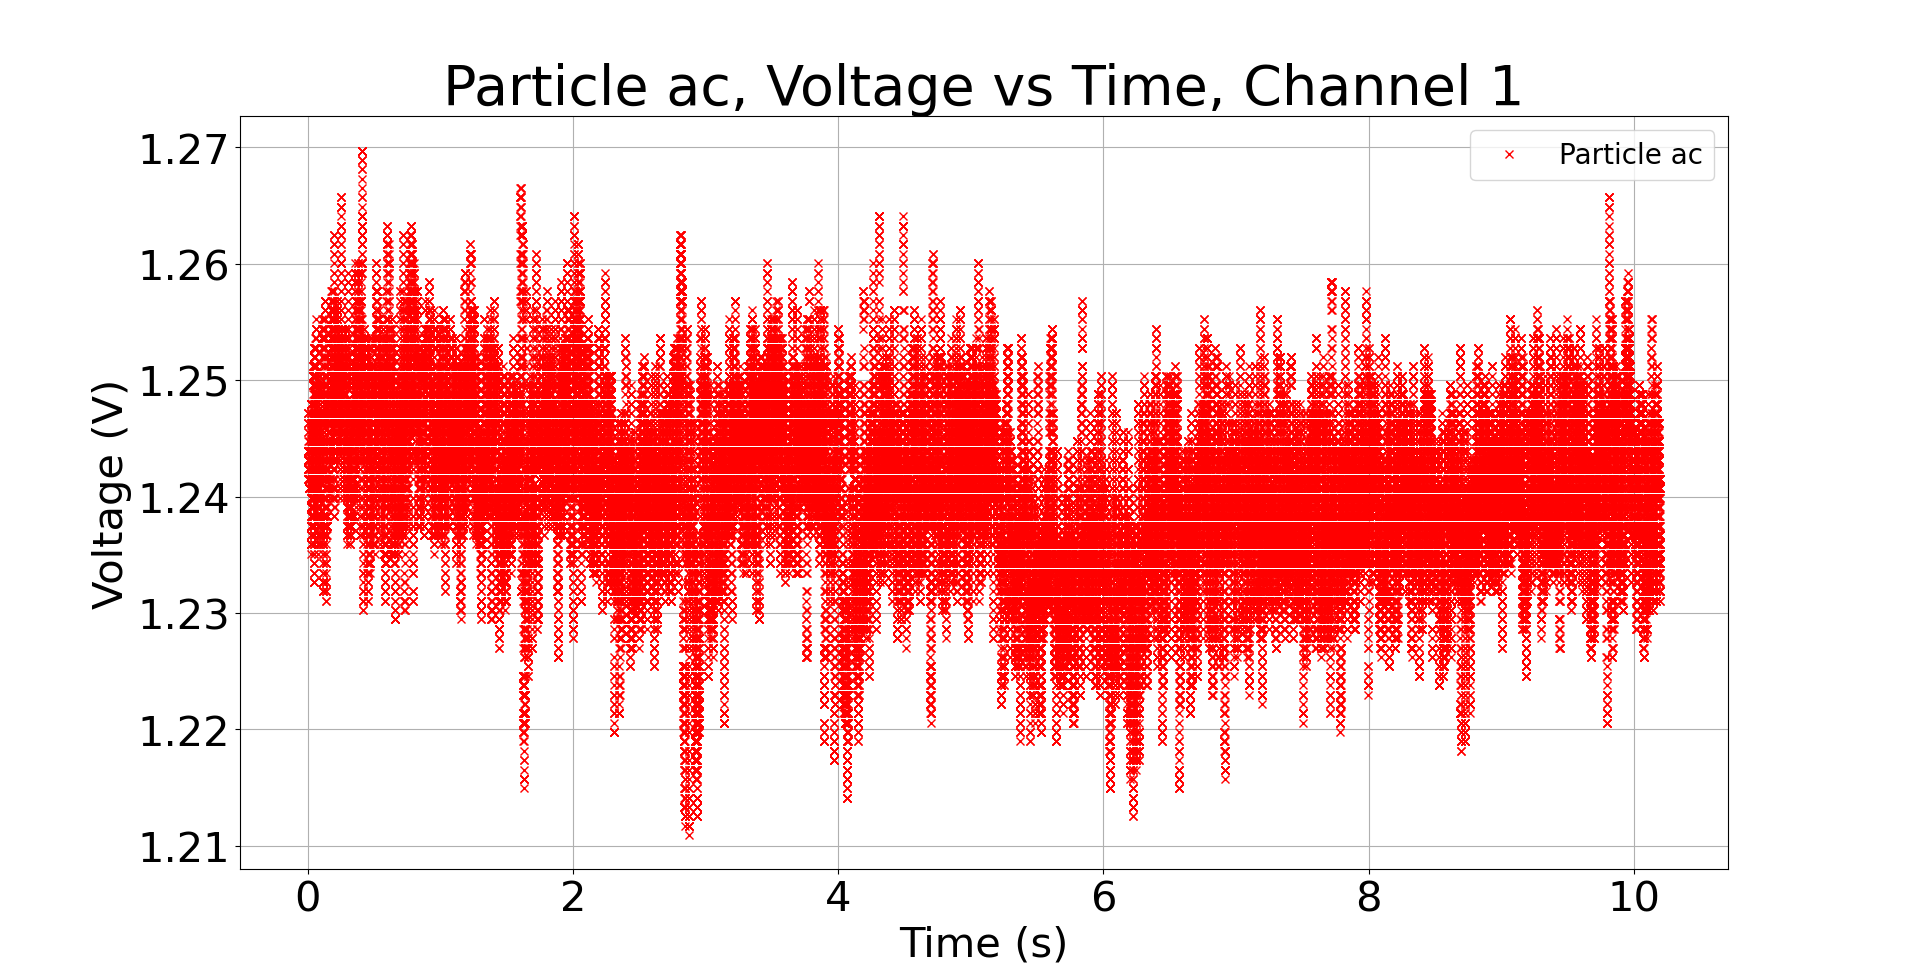 Particle ac, Voltage vs Time, Channel 1
Particle ac
Voltage (V)
1.27
1.26
1.25
1.24
1.23
1.22
1.21
0 2 4 6 8 10
Time (s)